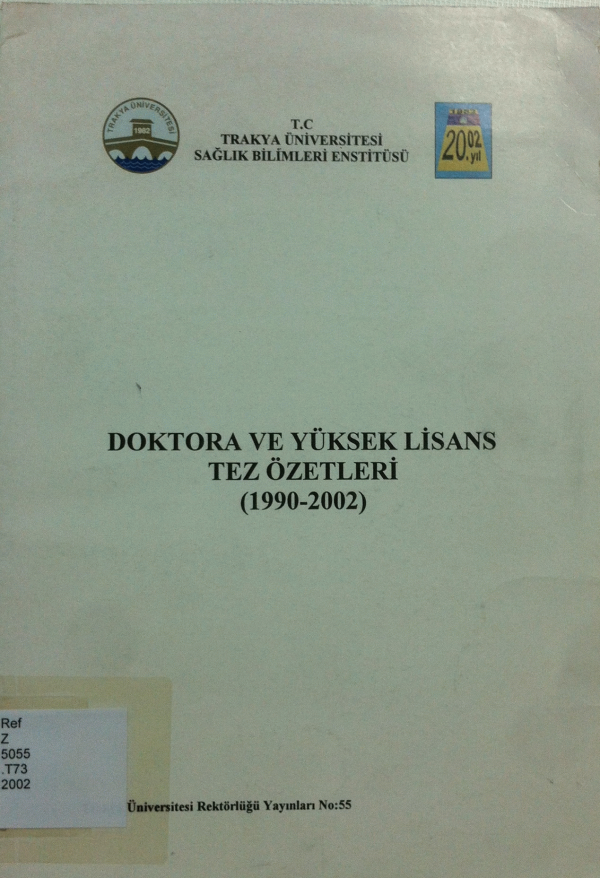 TRAKYA ÜNİVERSİTESİ
1982
T.C
TRAKYA ÜNİVERSİTESİ
SAĞLIK BİLİMLERİ ENSTİTÜSÜ
2002
20.yıl
DOKTORA VE YÜKSEK LİSANS
TEZ ÖZETLERİ
(1990-2002)
Ref
Z
5055
.T73
2002
Üniversitesi Rektörlüğü Yayınları No:55